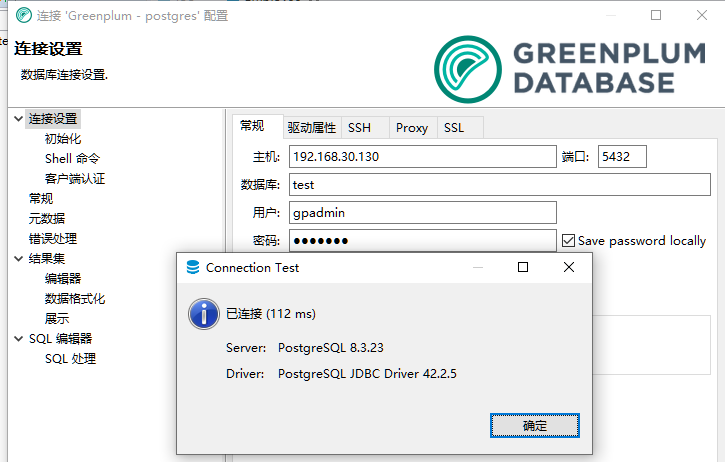 连接 'Greenplum - postgres' 配置
连接设置
数据库连接设置.
GREENPLUM
DATABASE
连接设置
初始化
Shell 命令
客户端认证
常规
元数据
错误处理
结果集
编辑器
数据格式化
展示
SQL 编辑器
SQL 处理
常规 驱动属性 SSH Proxy SSL
主机: 192.168.30.130 端口: 5432
数据库: test
用户: gpadmin
密码: ●●●●●●● Save password locally
Connection Test
已连接 (112 ms)
Server: PostgreSQL 8.3.23
Driver: PostgreSQL JDBC Driver 42.2.5
确定